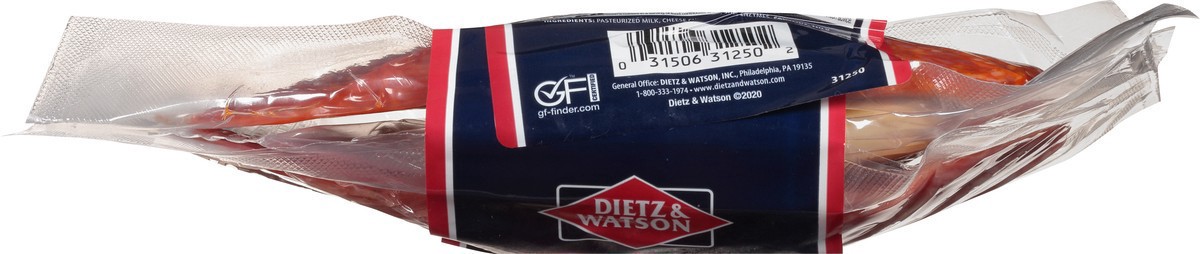 INGREDIENTS: PASTEURIZED MILK, CHEESE
0 31506 31250 2
General Office: DIETZ & WATSON, INC., Philadelphia, PA 19135
1-800-333-1974 • www.dietzandwatson.com
Dietz & Watson ©2020
31250
GF
CERTIFIED
gf-finder.com
DIETZ &
WATSON